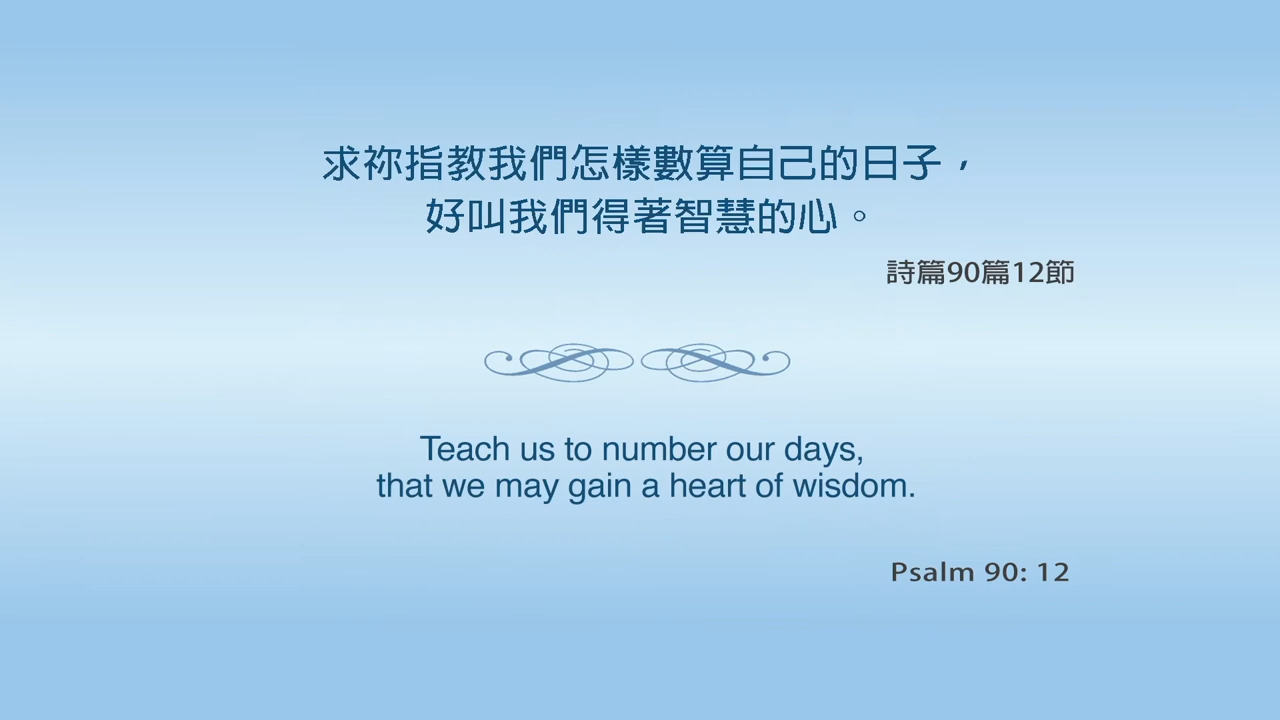 求祢指教我們怎樣數算自己的日子，
好叫我們得著智慧的心。
詩篇90篇12節
Teach us to number our days,
that we may gain a heart of wisdom.
Psalm 90: 12